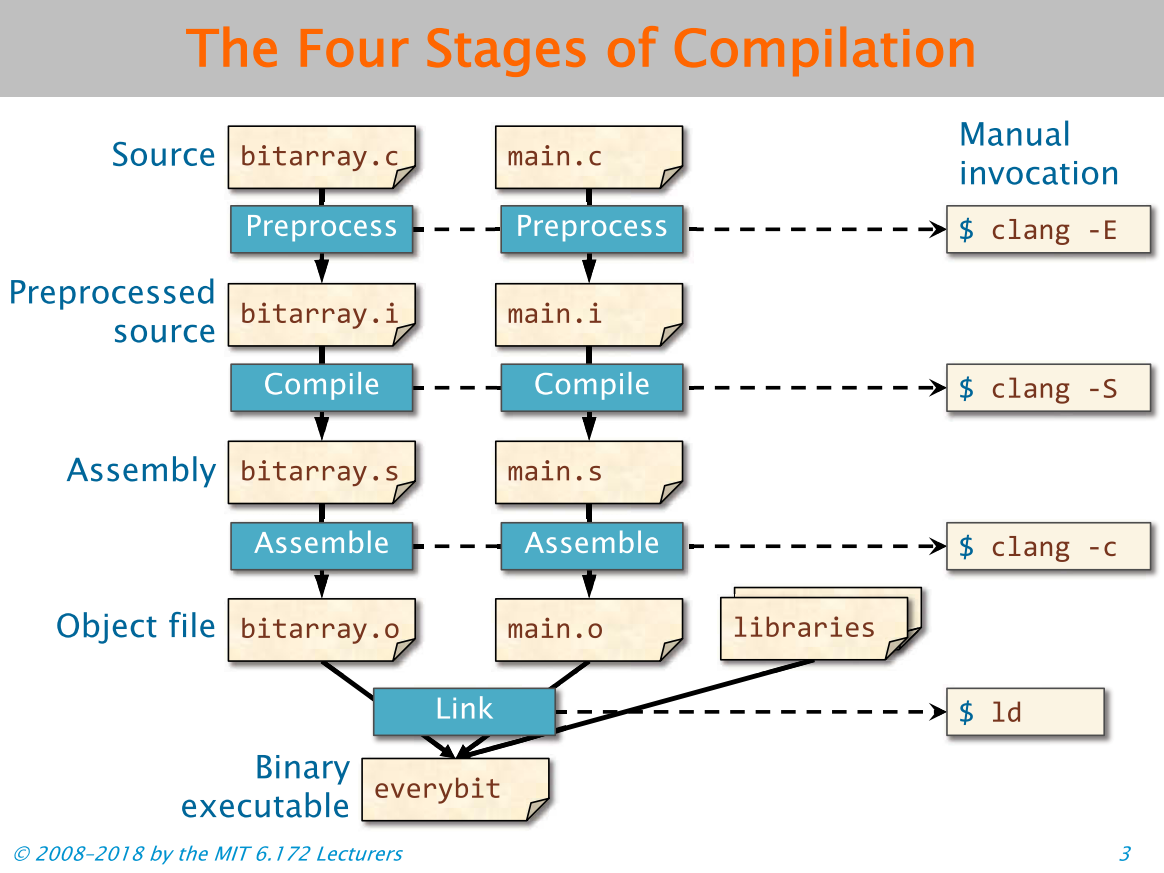 The Four Stages of Compilation
Source
bitarray.c
main.c
Manual
invocation
Preprocess
Preprocess
$ clang -E
Preprocessed
source
bitarray.i
main.i
Compile
Compile
$ clang -S
Assembly
bitarray.s
main.s
Assemble
Assemble
$ clang -c
Object file
bitarray.o
main.o
libraries
Link
$ ld
Binary
executable
everybit
© 2008–2018 by the MIT 6.172 Lecturers
3